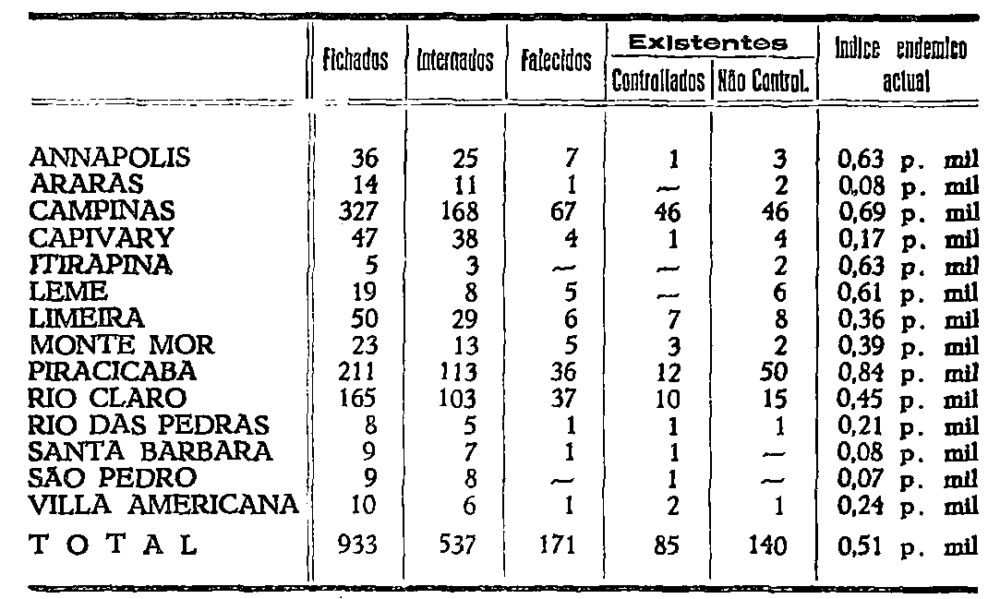 Fichados Internados Falecidos Existentes Indice endemico actual
Controllados Não Control.
ANNAPOLIS 36 25 7 1 3 0,63 p. mil
ARARAS 14 11 1 — 2 0,08 p. mil
CAMPINAS 327 168 67 46 46 0,69 p. mil
CAPIVARY 47 38 4 1 4 0,17 p. mil
ITIRAPINA 5 3 — — 2 0,63 p. mil
LEME 19 8 5 — 6 0,61 p. mil
LIMEIRA 50 29 6 7 8 0,36 p. mil
MONTE MOR 23 13 5 3 2 0,39 p. mil
PIRACICABA 211 113 36 12 50 0,84 p. mil
RIO CLARO 165 103 37 10 15 0,45 p. mil
RIO DAS PEDRAS 8 5 1 1 1 0,21 p. mil
SANTA BARBARA 9 7 1 1 — 0,08 p. mil
SÃO PEDRO 9 8 — 1 — 0,07 p. mil
VILLA AMERICANA 10 6 1 2 1 0,24 p. mil
TOTAL 933 537 171 85 140 0,51 p. mil